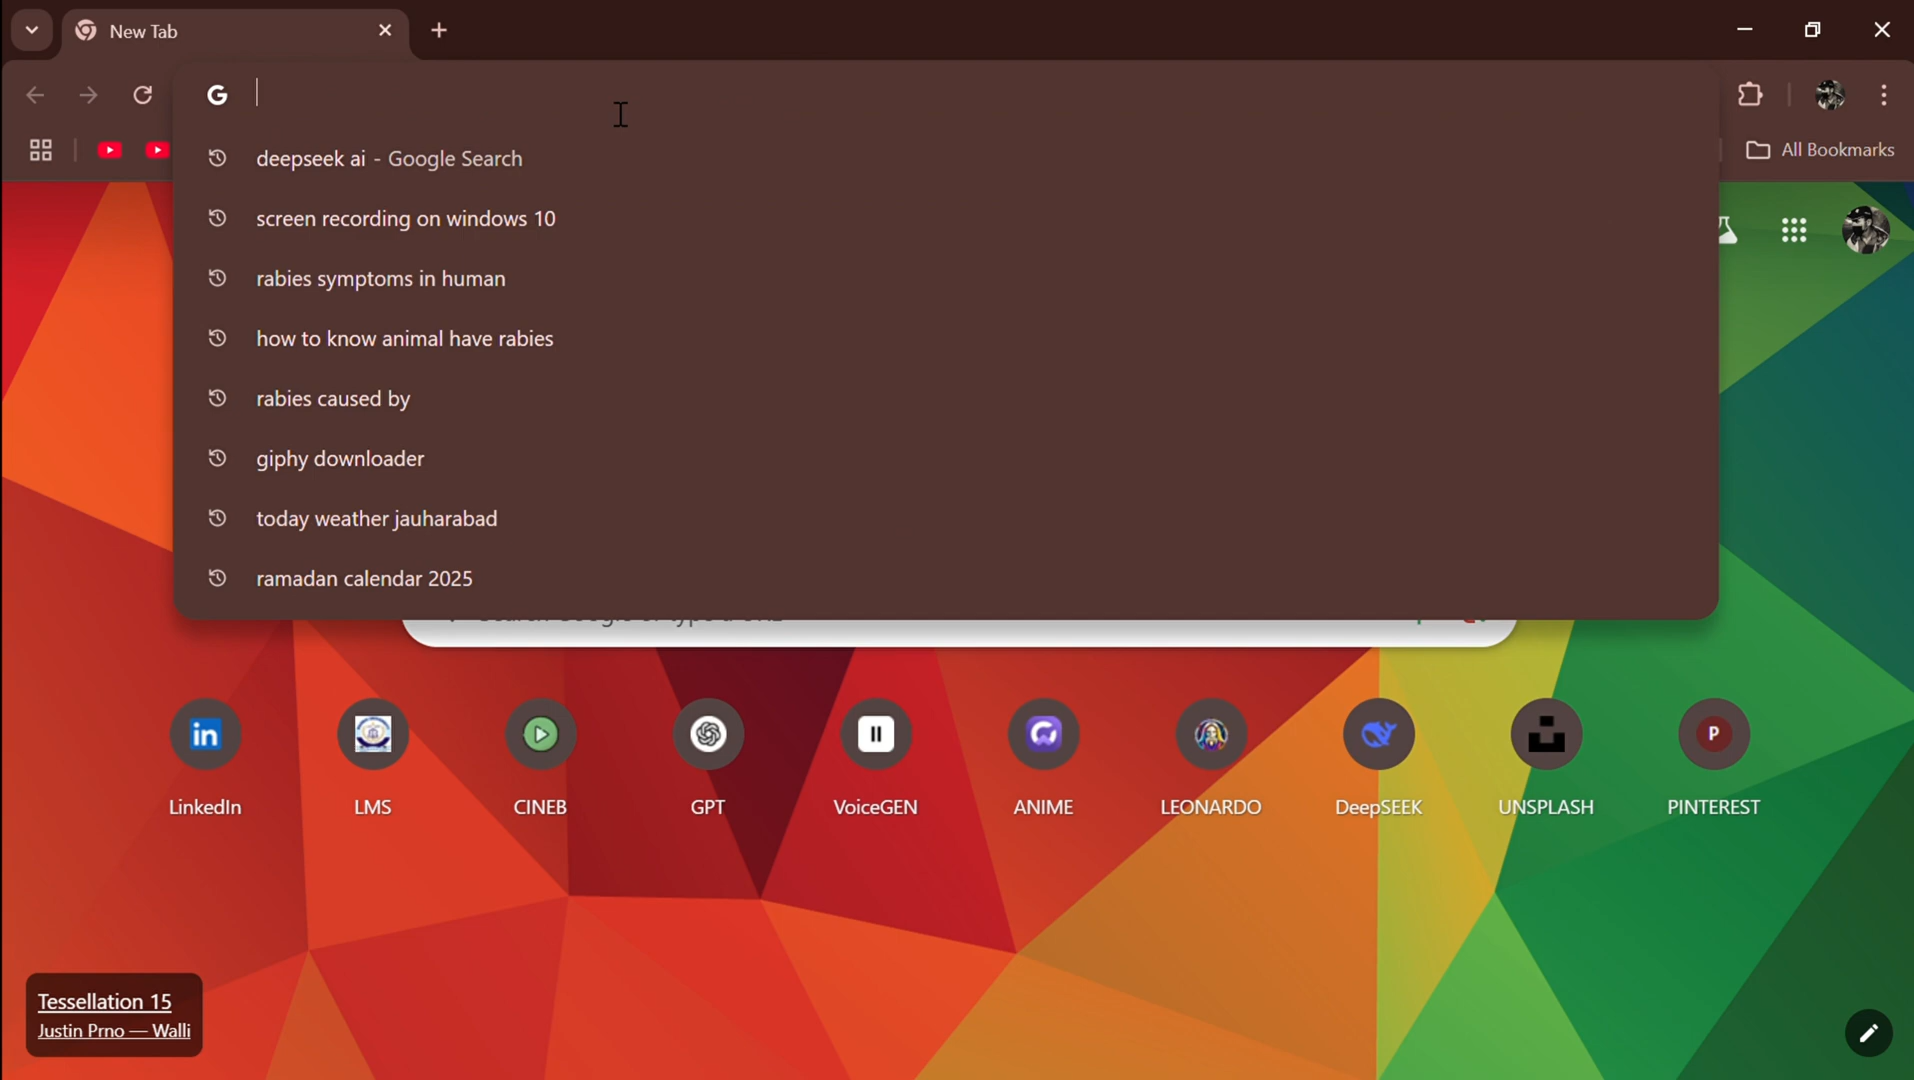 New Tab
deepseek ai - Google Search
All Bookmarks
screen recording on windows 10
rabies symptoms in human
how to know animal have rabies
rabies caused by
giphy downloader
today weather jauharabad
ramadan calendar 2025
LinkedIn
LMS
CINEB
GPT
VoiceGEN
ANIME
LEONARDO
DeepSEEK
UNSPLASH
P
PINTEREST
Tessellation 15
Justin Prno — Walli